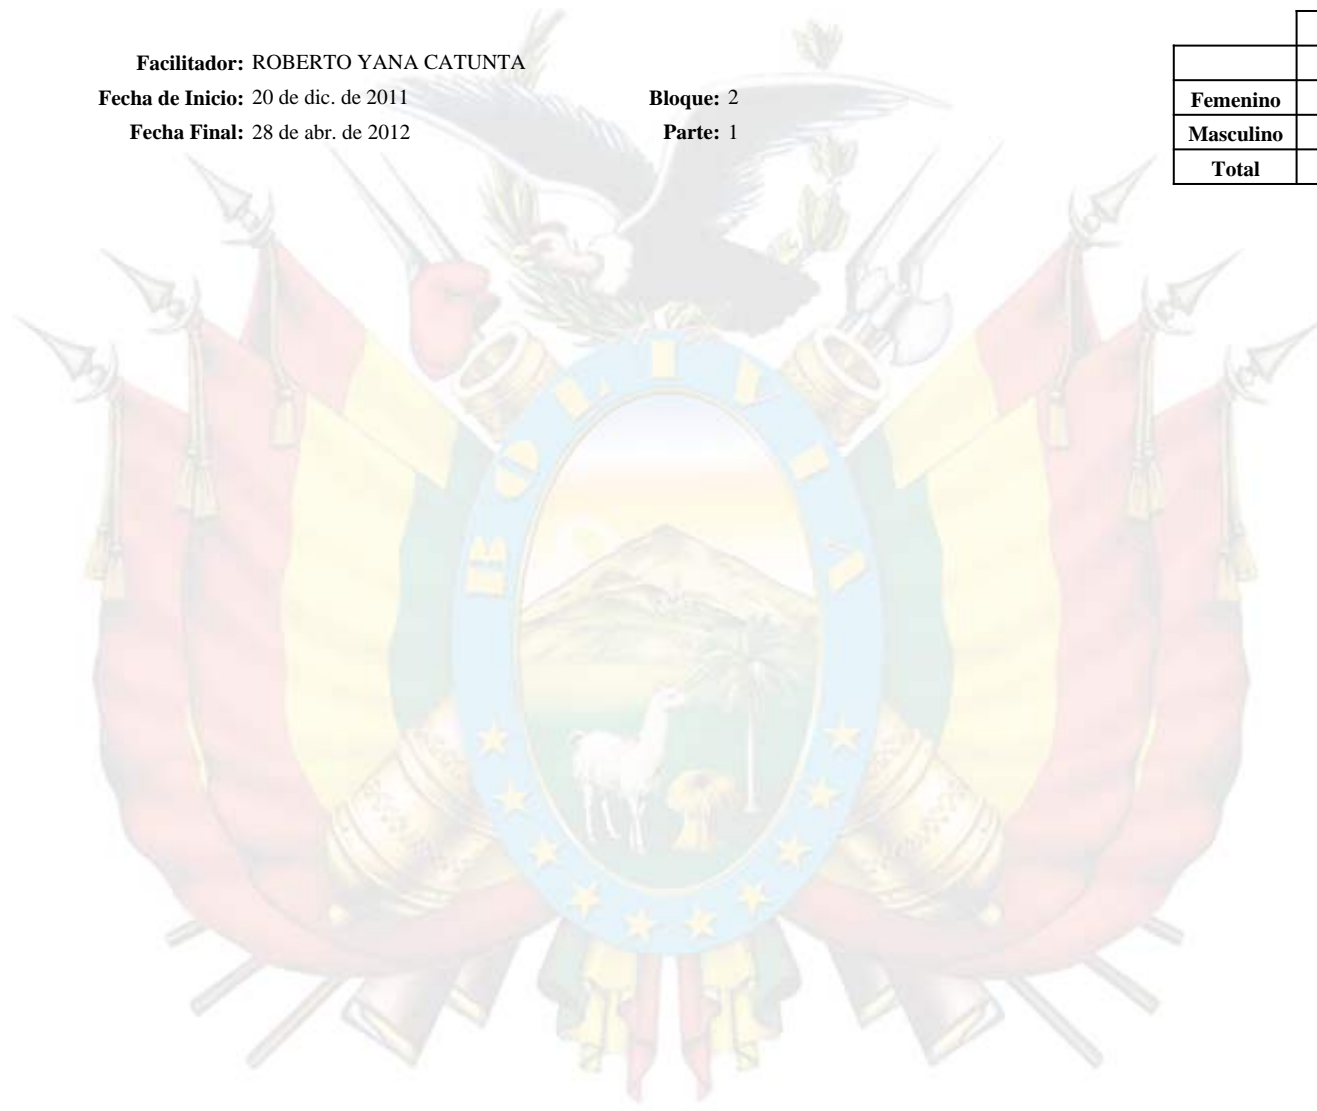 Facilitador: ROBERTO YANA CATUNTA
Fecha de Inicio: 20 de dic. de 2011 Bloque: 2
Fecha Final: 28 de abr. de 2012 Parte: 1
Femenino
Masculino
Total
BOLIVIA